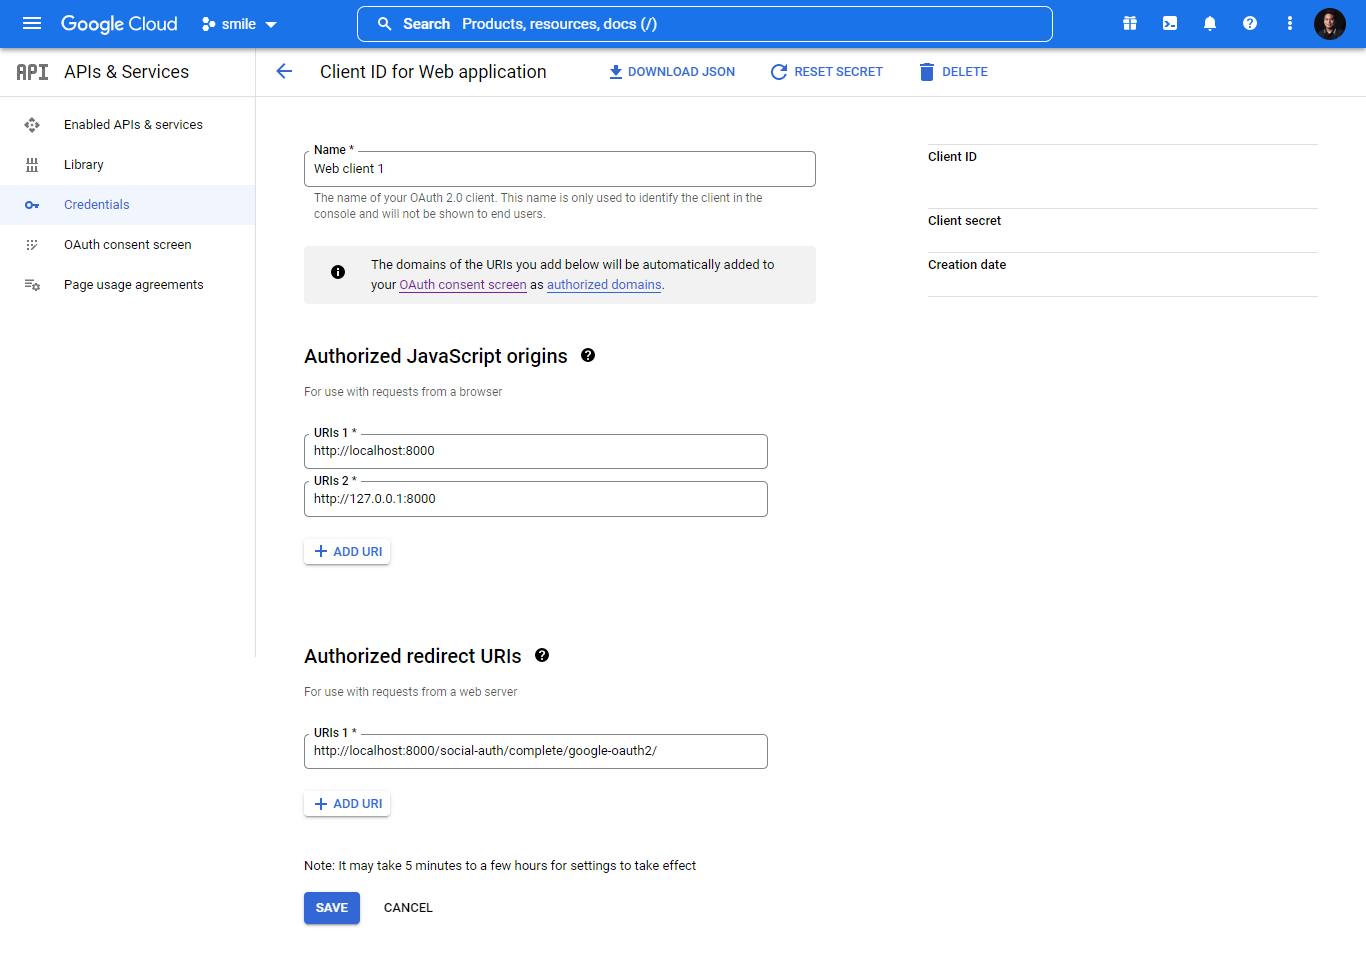 Google Cloud
smile
Search Products, resources, docs (/)
API APIs & Services
Client ID for Web application
DOWNLOAD JSON
RESET SECRET
DELETE
Enabled APIs & services
Library
Credentials
OAuth consent screen
Page usage agreements
Name *
Web client 1
The name of your OAuth 2.0 client. This name is only used to identify the client in the
console and will not be shown to end users.
The domains of the URIs you add below will be automatically added to
your OAuth consent screen as authorized domains.
Authorized JavaScript origins
For use with requests from a browser
URIs 1 *
http://localhost:8000
URIs 2 *
http://127.0.0.1:8000
ADD URI
Authorized redirect URIs
For use with requests from a web server
URIs 1 *
http://localhost:8000/social-auth/complete/google-oauth2/
ADD URI
Note: It may take 5 minutes to a few hours for settings to take effect
SAVE
CANCEL
Client ID
Client secret
Creation date